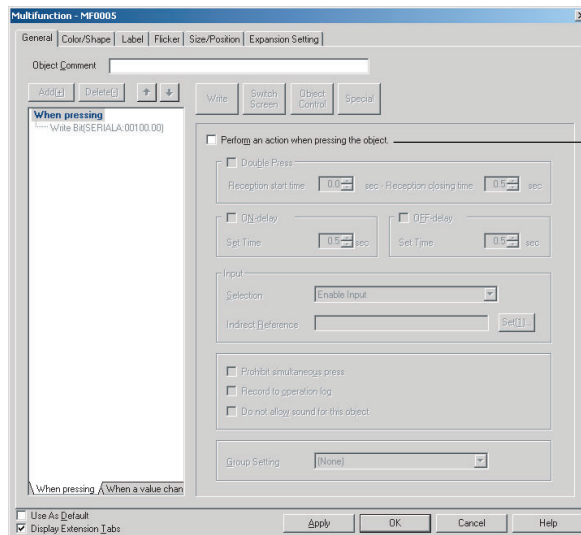 Multifunction - MF0005
General Color/Shape Label Flicker Size/Position Expansion Setting
Object Comment
Add[+] Delete[-]
Write Switch Screen Object Control Special
When pressing
Write Bit(SERIALA:00100.00)
Perform an action when pressing the object.
Double Press
Reception start time 0.0 sec - Reception closing time 0.5 sec
ON-delay OFF-delay
Set Time 0.5 sec Set Time 0.5 sec
Input
Selection Enable Input
Indirect Reference Set[1]
Prohibit simultaneous press
Record to operation log
Do not allow sound for this object
Group Setting (None)
When pressing When a value chan
Use As Default
Display Extension Tabs
Apply OK Cancel Help